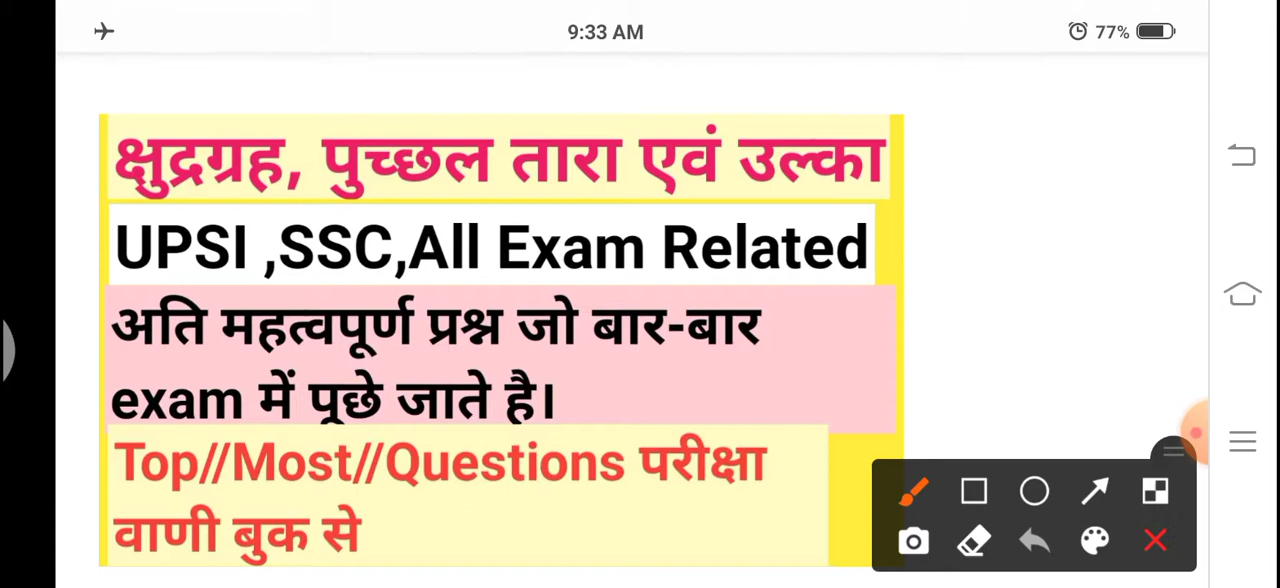 9:33 AM
77%
क्षुद्रग्रह, पुच्छल तारा एवं उल्का
UPSI ,SSC,All Exam Related
अति महत्वपूर्ण प्रश्न जो बार-बार
exam में पूछे जाते है।
Top//Most//Questions परीक्षा
वाणी बुक से